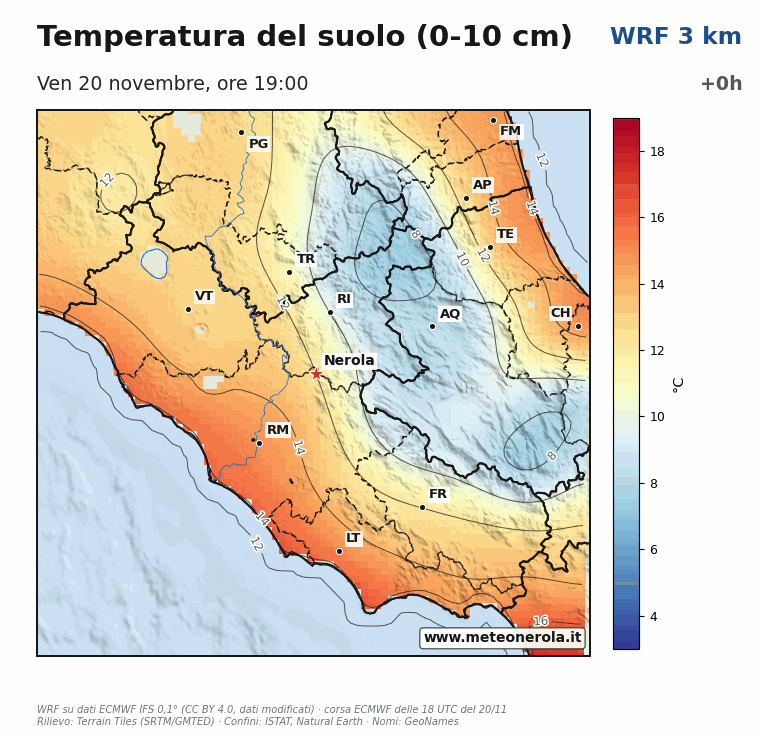 Temperatura del suolo (0-10 cm)
WRF 3 km
Ven 20 novembre, ore 19:00
+0h
PG
FM
12
12
AP
14
14
TE
8
10
12
TR
12
VT
RI
AQ
CH
Nerola
RM
14
8
FR
14
12
LT
16
www.meteonerola.it
18
16
14
12
10
8
6
4
°C
WRF su dati ECMWF IFS 0,1° (CC BY 4.0, dati modificati) · corsa ECMWF delle 18 UTC del 20/11
Rilievo: Terrain Tiles (SRTM/GMTED) · Confini: ISTAT, Natural Earth · Nomi: GeoNames